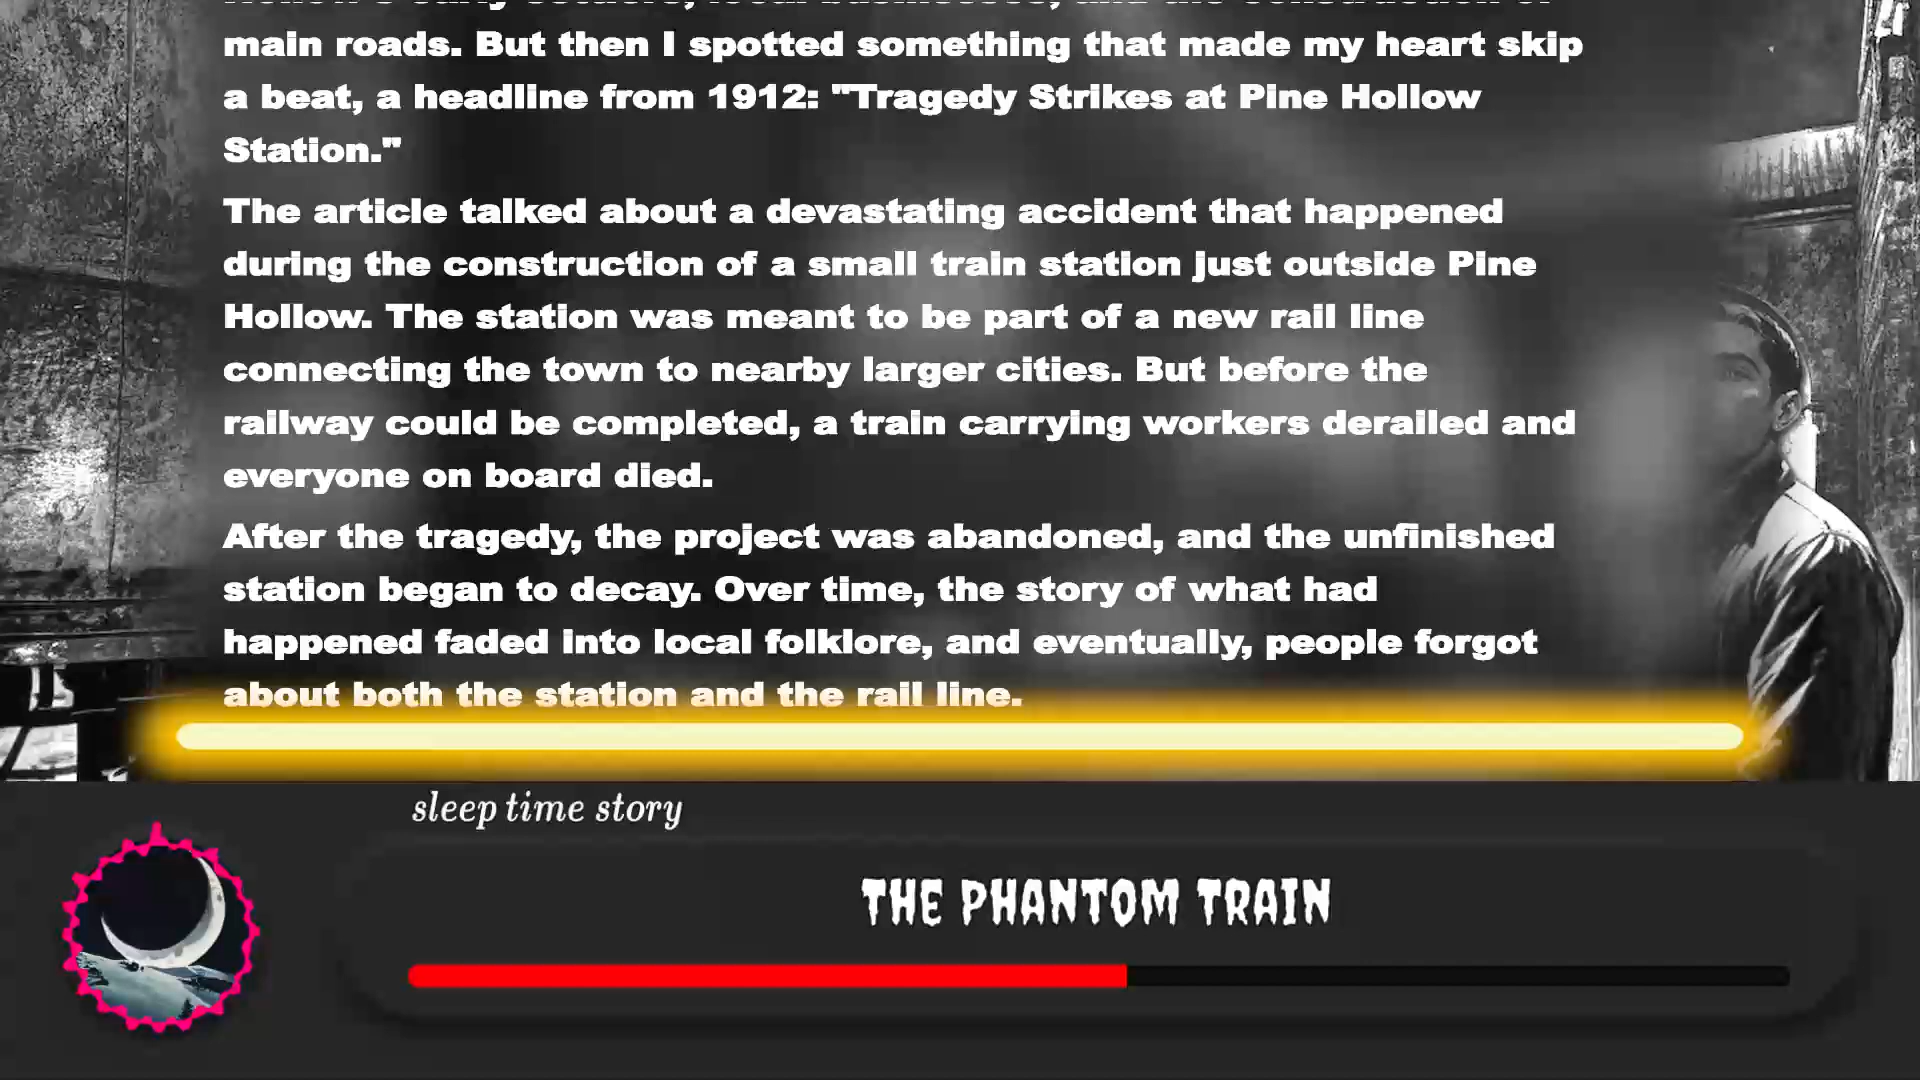 main roads. But then I spotted something that made my heart skip
a beat, a headline from 1912: "Tragedy Strikes at Pine Hollow
Station."
The article talked about a devastating accident that happened
during the construction of a small train station just outside Pine
Hollow. The station was meant to be part of a new rail line
connecting the town to nearby larger cities. But before the
railway could be completed, a train carrying workers derailed and
everyone on board died.
After the tragedy, the project was abandoned, and the unfinished
station began to decay. Over time, the story of what had
happened faded into local folklore, and eventually, people forgot
about both the station and the rail line.
sleep time story
THE PHANTOM TRAIN